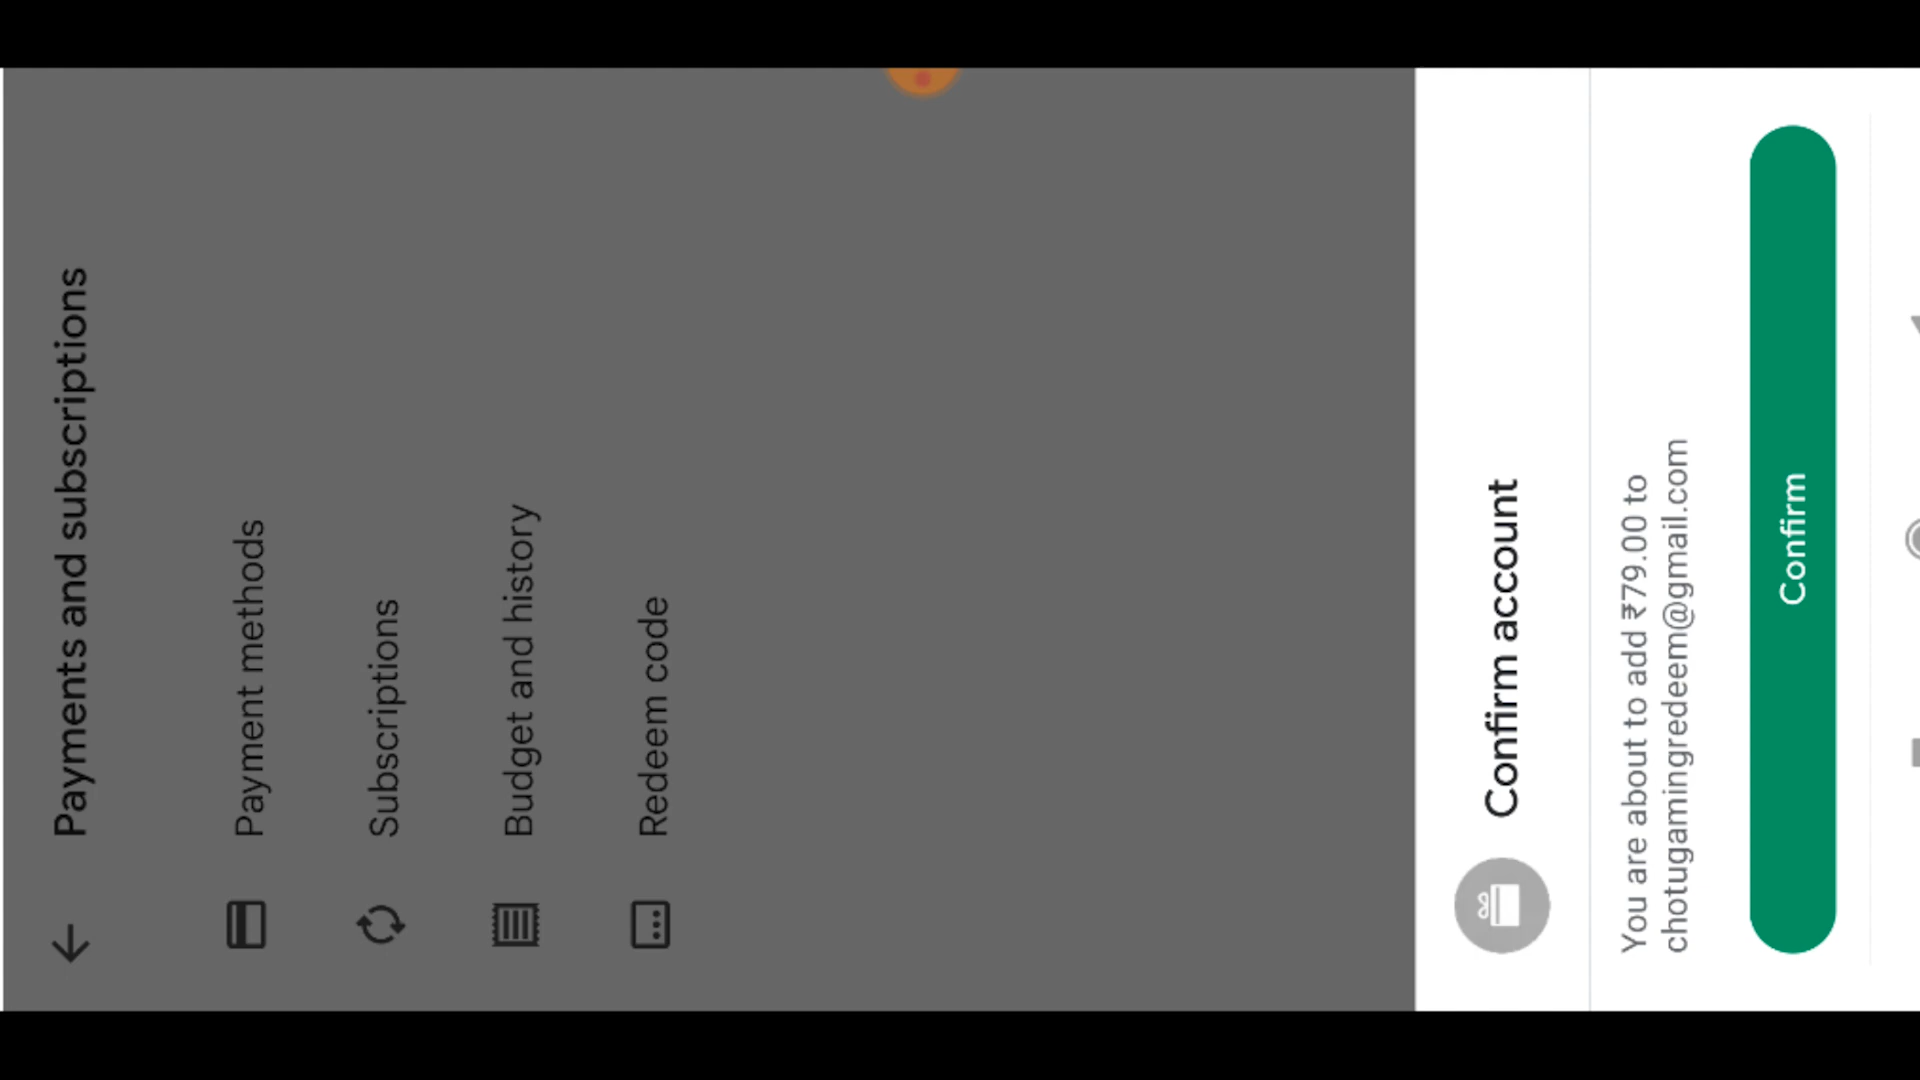 Payments and subscriptions
Payment methods
Subscriptions
Budget and history
Redeem code
Confirm account
You are about to add ₹79.00 to
chotugamingredeem@gmail.com
Confirm